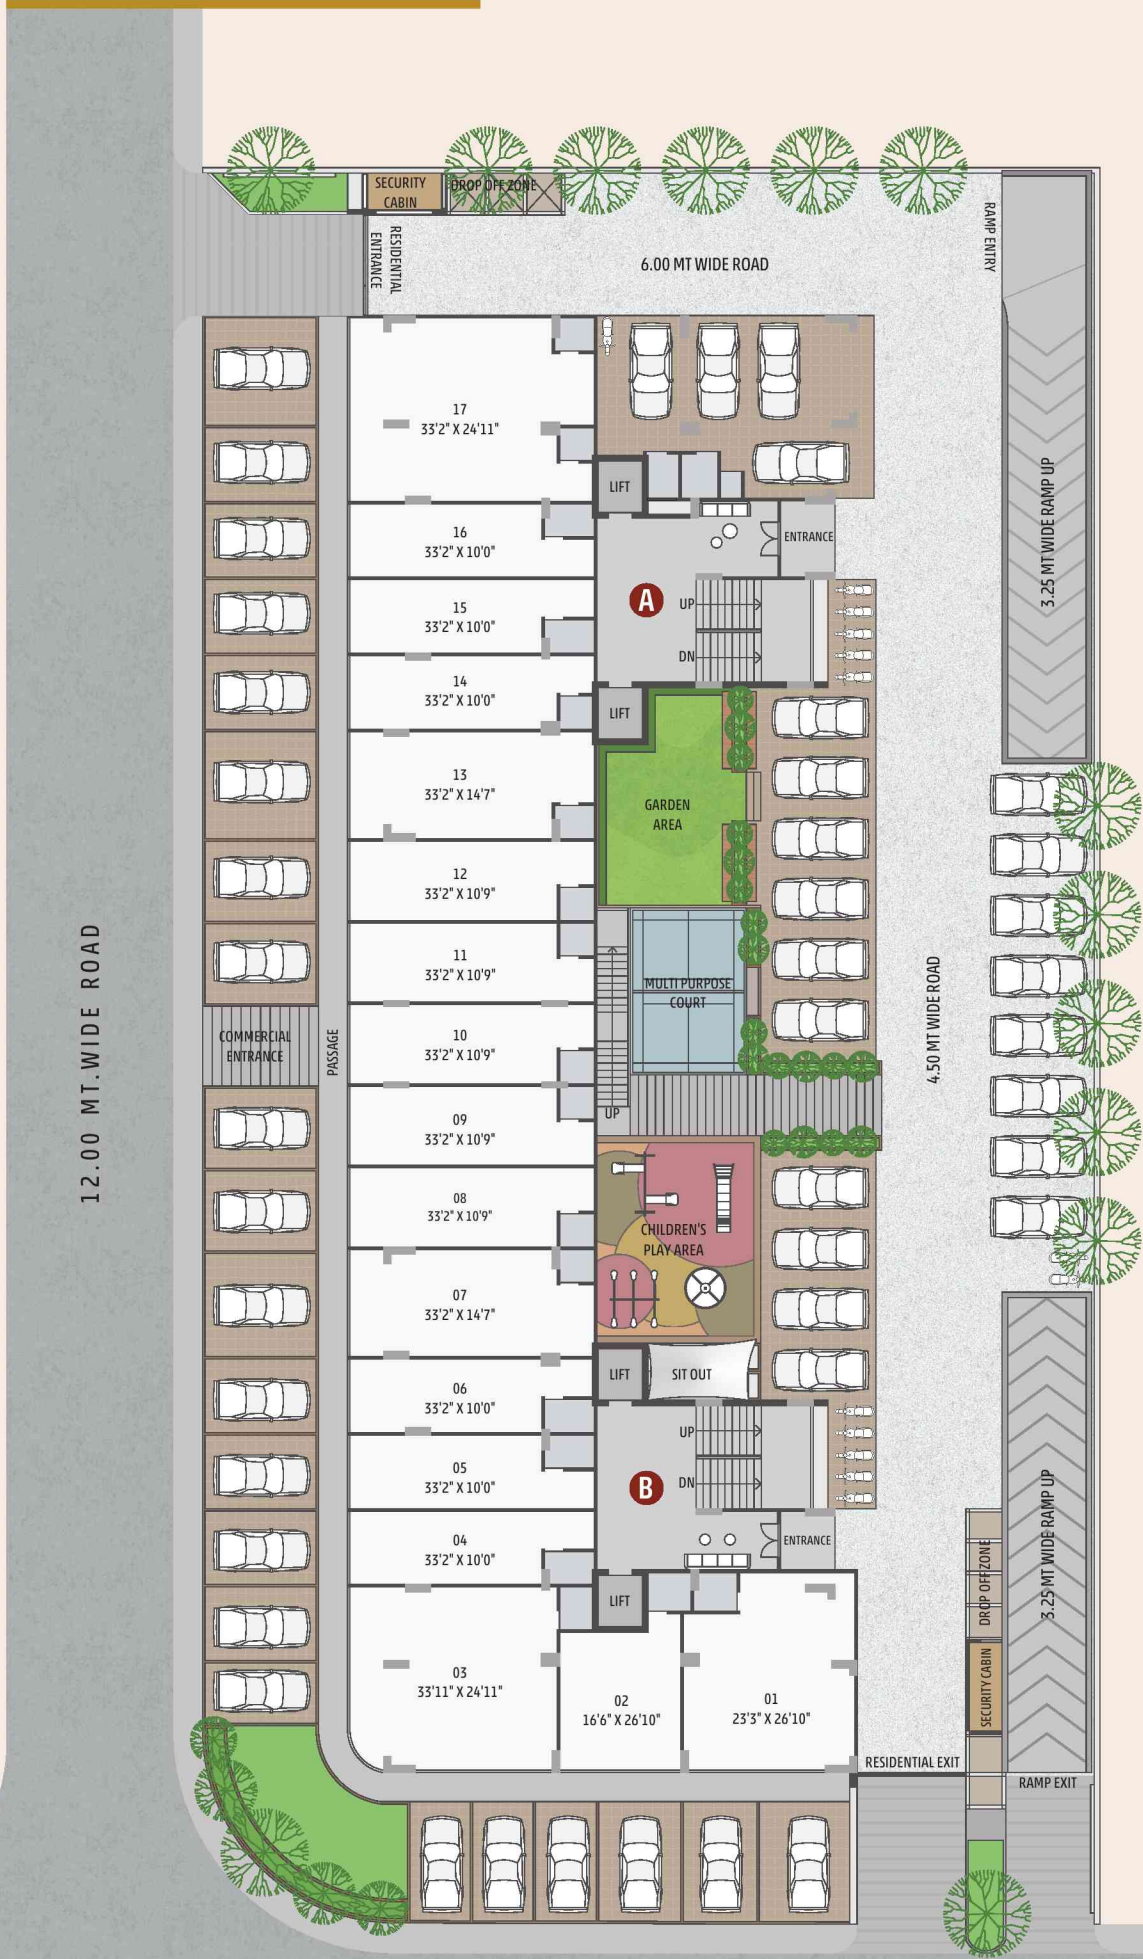 SECURITY
CABIN
DROP OFF ZONE
RESIDENTIAL
ENTRANCE
6.00 MT WIDE ROAD
RAMP ENTRY
17
33'2" X 24'11"
LIFT
3.25 MT WIDE RAMP UP
16
33'2" X 10'0"
ENTRANCE
15
33'2" X 10'0"
A
UP
DN
14
33'2" X 10'0"
LIFT
13
33'2" X 14'7"
GARDEN
AREA
12
33'2" X 10'9"
11
33'2" X 10'9"
MULTI PURPOSE
COURT
12.00 MT.WIDE ROAD
COMMERCIAL
ENTRANCE
PASSAGE
10
33'2" X 10'9"
4.50 MT WIDE ROAD
UP
09
33'2" X 10'9"
08
33'2" X 10'9"
CHILDREN'S
PLAY AREA
07
33'2" X 14'7"
LIFT
SIT OUT
06
33'2" X 10'0"
UP
05
33'2" X 10'0"
B
DN
04
33'2" X 10'0"
ENTRANCE
DROP OFF ZONE
3.25 MT WIDE RAMP UP
LIFT
03
33'11" X 24'11"
02
16'6" X 26'10"
01
23'3" X 26'10"
SECURITY CABIN
RESIDENTIAL EXIT
RAMP EXIT